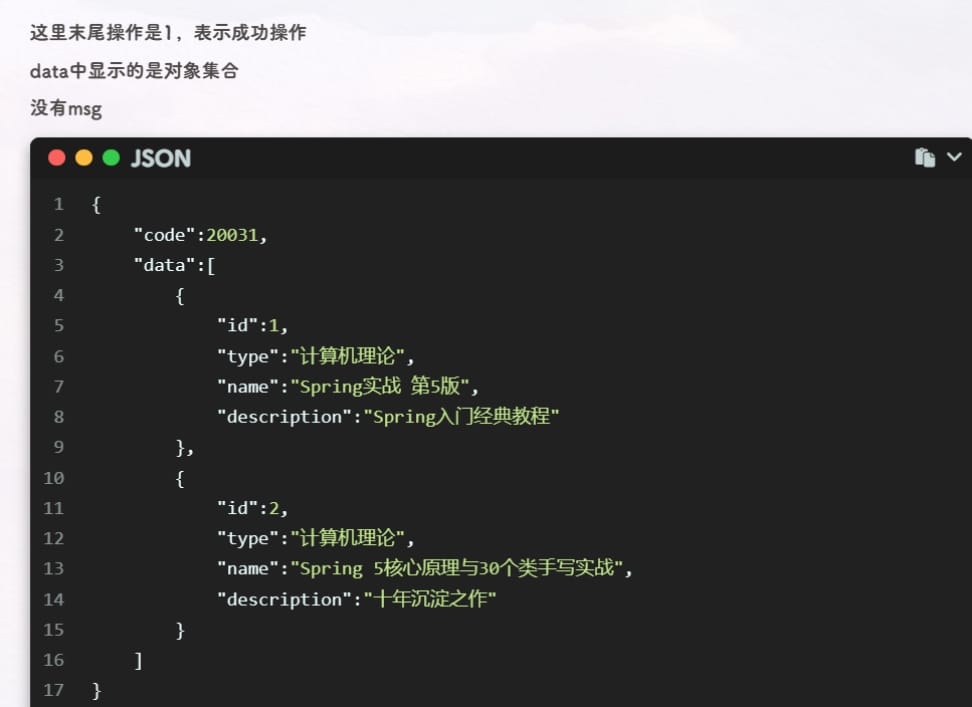 这里末尾操作是1，表示成功操作
data中显示的是对象集合
没有msg
JSON
1 {
2 "code":20031,
3 "data":[
4 {
5 "id":1,
6 "type":"计算机理论",
7 "name":"Spring实战 第5版",
8 "description":"Spring入门经典教程"
9 },
10 {
11 "id":2,
12 "type":"计算机理论",
13 "name":"Spring 5核心原理与30个类手写实战",
14 "description":"十年沉淀之作"
15 }
16 ]
17 }